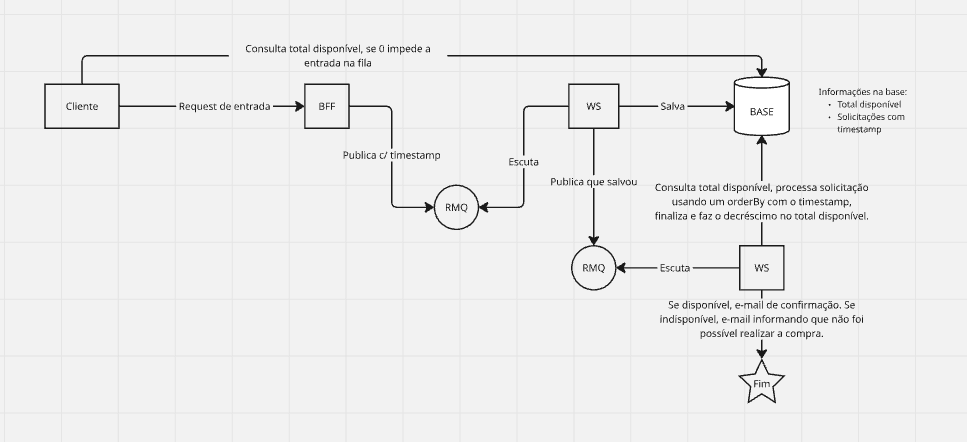 Consulta total disponível, se 0 impede a
entrada na fila
Cliente
Request de entrada
BFF
WS
Salva
BASE
Informações na base:
• Total disponível
• Solicitações com
timestamp
Publica c/ timestamp
Escuta
Publica que salvou
RMQ
Consulta total disponível, processa solicitação
usando um orderBy com o timestamp,
finaliza e faz o decréscimo no total disponível.
RMQ
Escuta
WS
Se disponível, e-mail de confirmação. Se
indisponível, e-mail informando que não foi
possível realizar a compra.
Fim